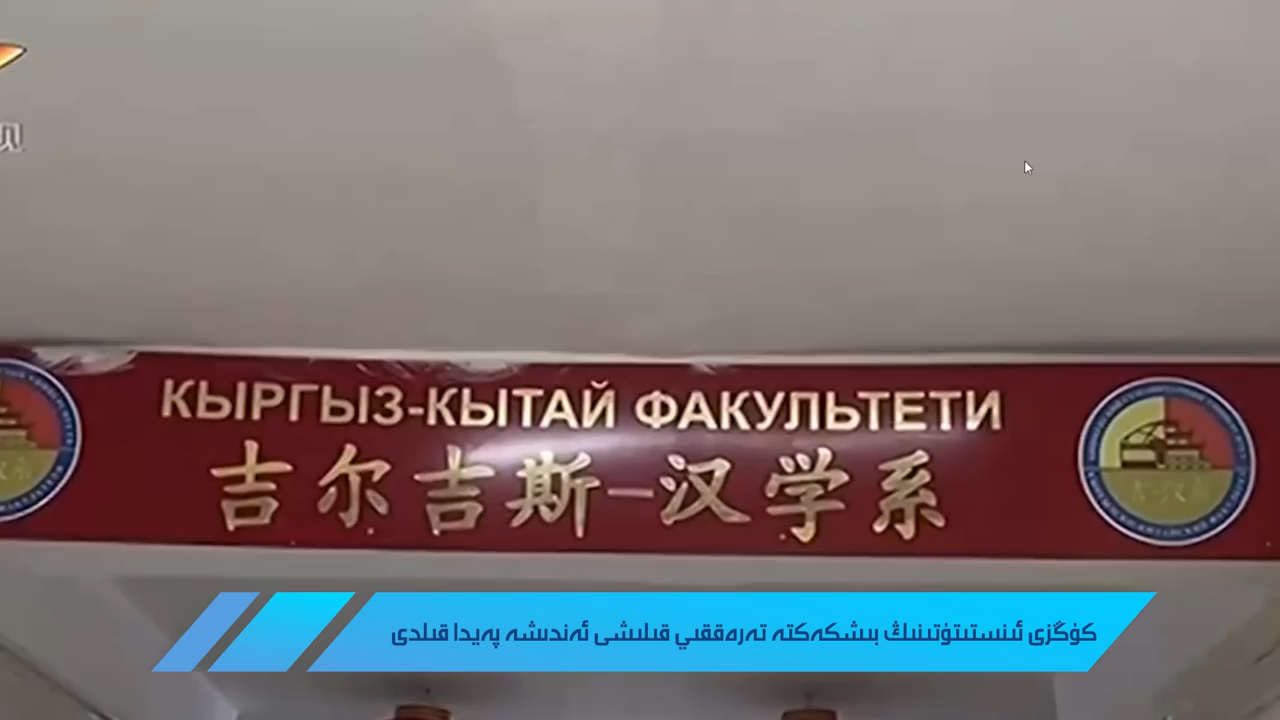 КЫРГЫЗ-КЫТАЙ ФАКУЛЬТЕТИ
吉尔吉斯—汉学系
كۇڭزى ئىنستىتۇتىنىڭ بىشكەكتە تەرەققىي قىلىشى ئەندىشە پەيدا قىلدى